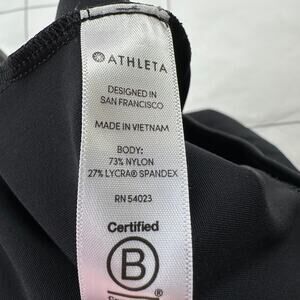 ATHLETA
DESIGNED IN
SAN FRANCISCO
MADE IN VIETNAM
BODY:
73% NYLON
27% LYCRA® SPANDEX
RN 54023
Certified
B